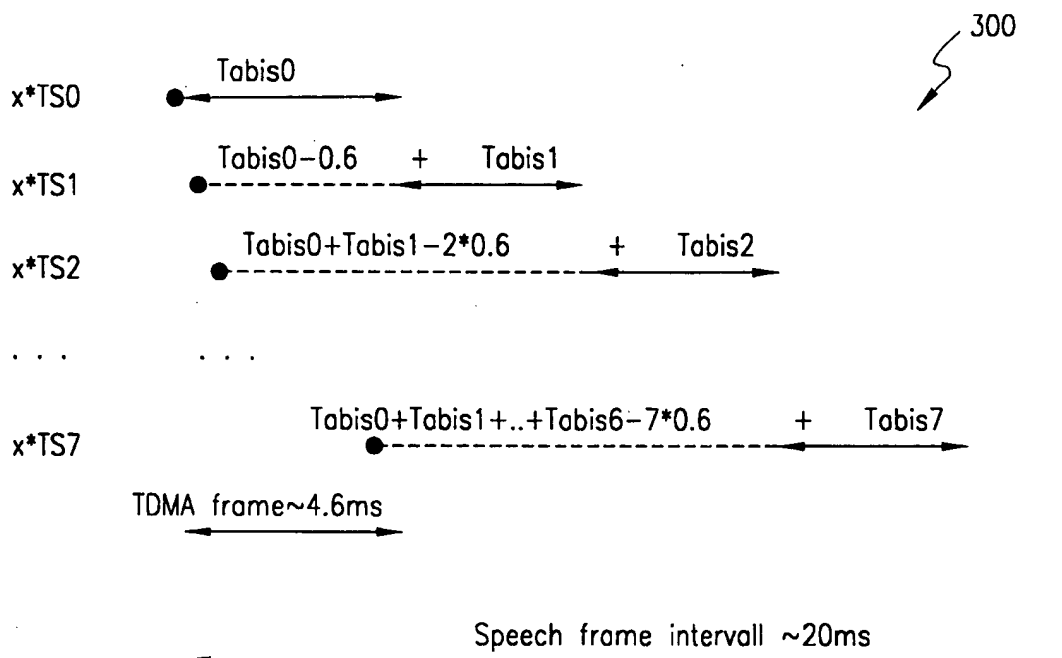 300
Tabis0
x*TS0
Tabis0-0.6 + Tabis1
x*TS1
Tabis0+Tabis1-2*0.6 + Tabis2
x*TS2
. . . . . .
Tabis0+Tabis1+..+Tabis6-7*0.6 + Tabis7
x*TS7
TDMA frame~4.6ms
Speech frame intervall ~20ms